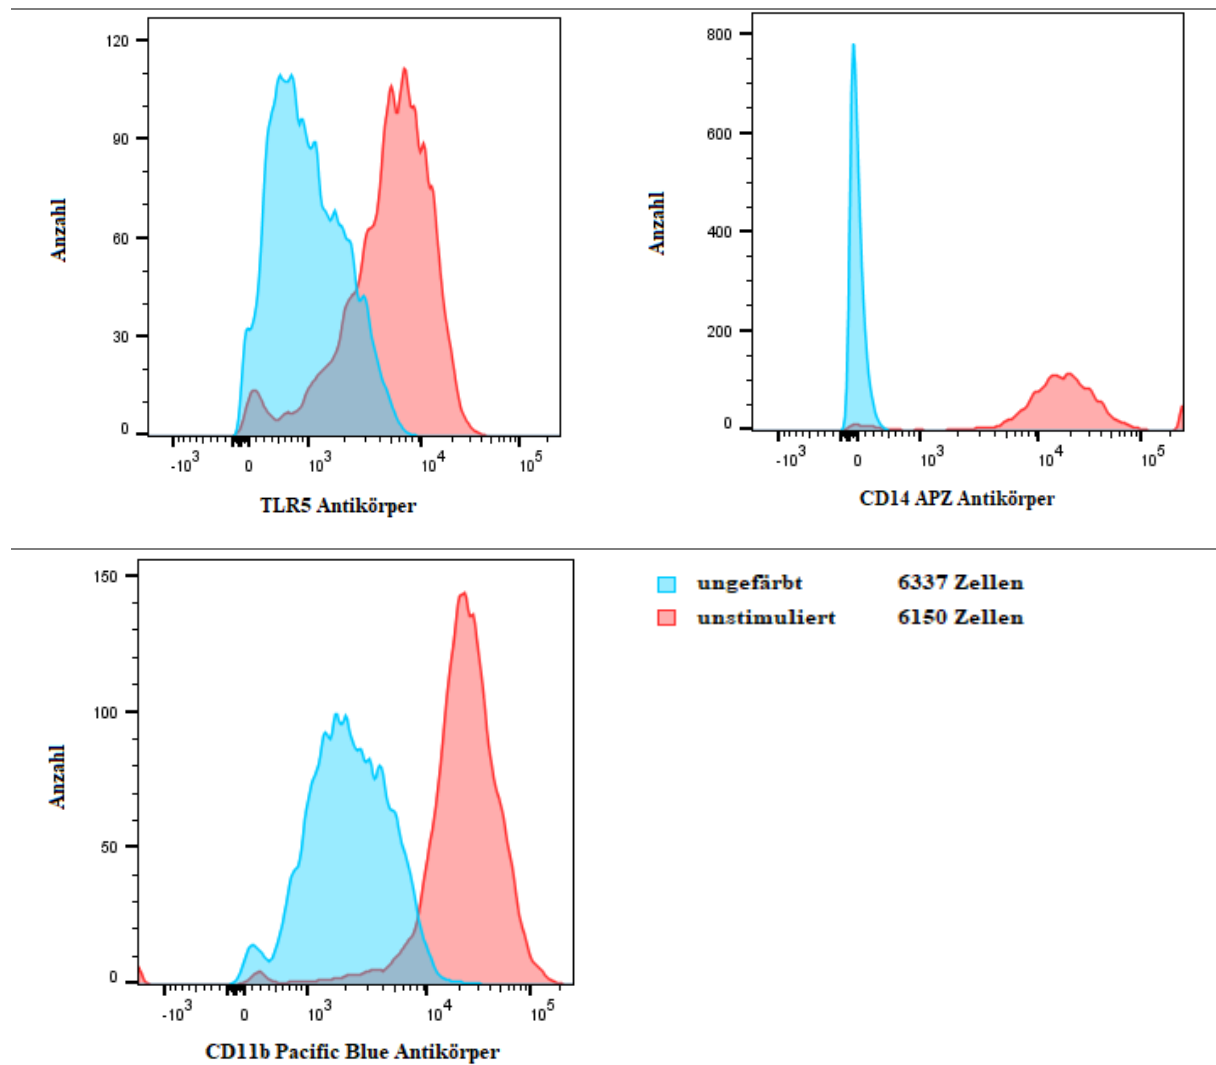 120
90
60
30
0
Anzahl
-10³ 0 10³ 10⁴ 10⁵
TLR5 Antikörper
800
600
400
200
0
Anzahl
-10³ 0 10³ 10⁴ 10⁵
CD14 APZ Antikörper
150
100
50
0
Anzahl
-10³ 0 10³ 10⁴ 10⁵
CD11b Pacific Blue Antikörper
ungefärbt 6337 Zellen
unstimuliert 6150 Zellen